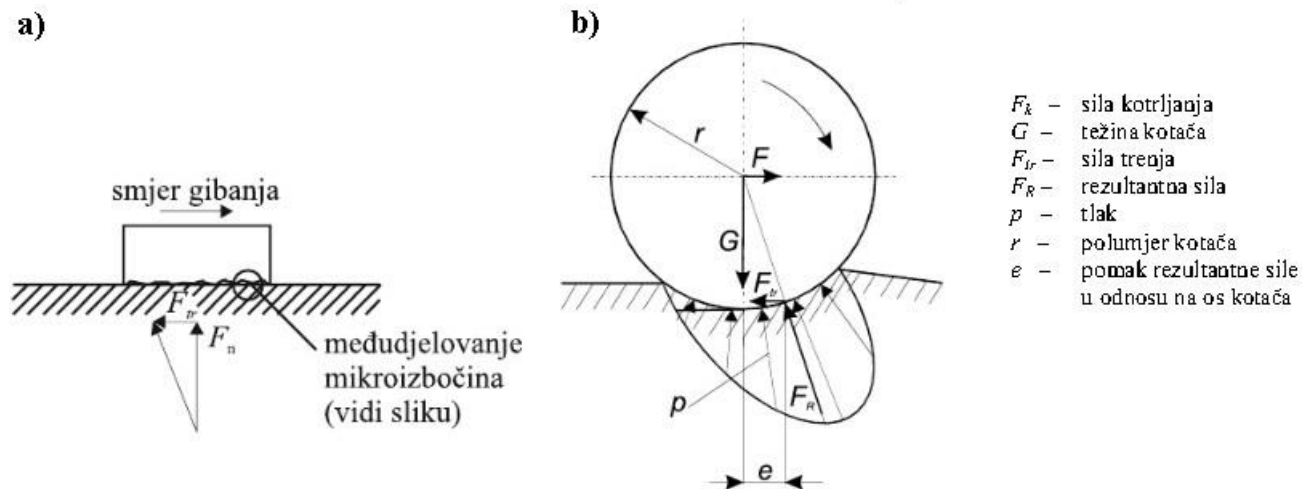 a)
smjer gibanja
F_tr
F_n
međudjelovanje
mikroizbočina
(vidi sliku)
b)
r
F
G
F_tr
p
F_R
e
F_k – sila kotrljanja
G – težina kotača
F_tr – sila trenja
F_R – rezultantna sila
p – tlak
r – polumjer kotača
e – pomak rezultantne sile
u odnosu na os kotača